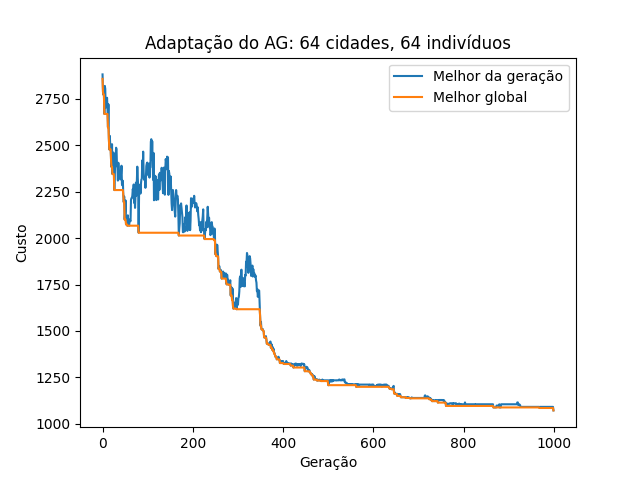 Adaptação do AG: 64 cidades, 64 indivíduos
Melhor da geração
Melhor global
Custo
2750
2500
2250
2000
1750
1500
1250
1000
0 200 400 600 800 1000
Geração